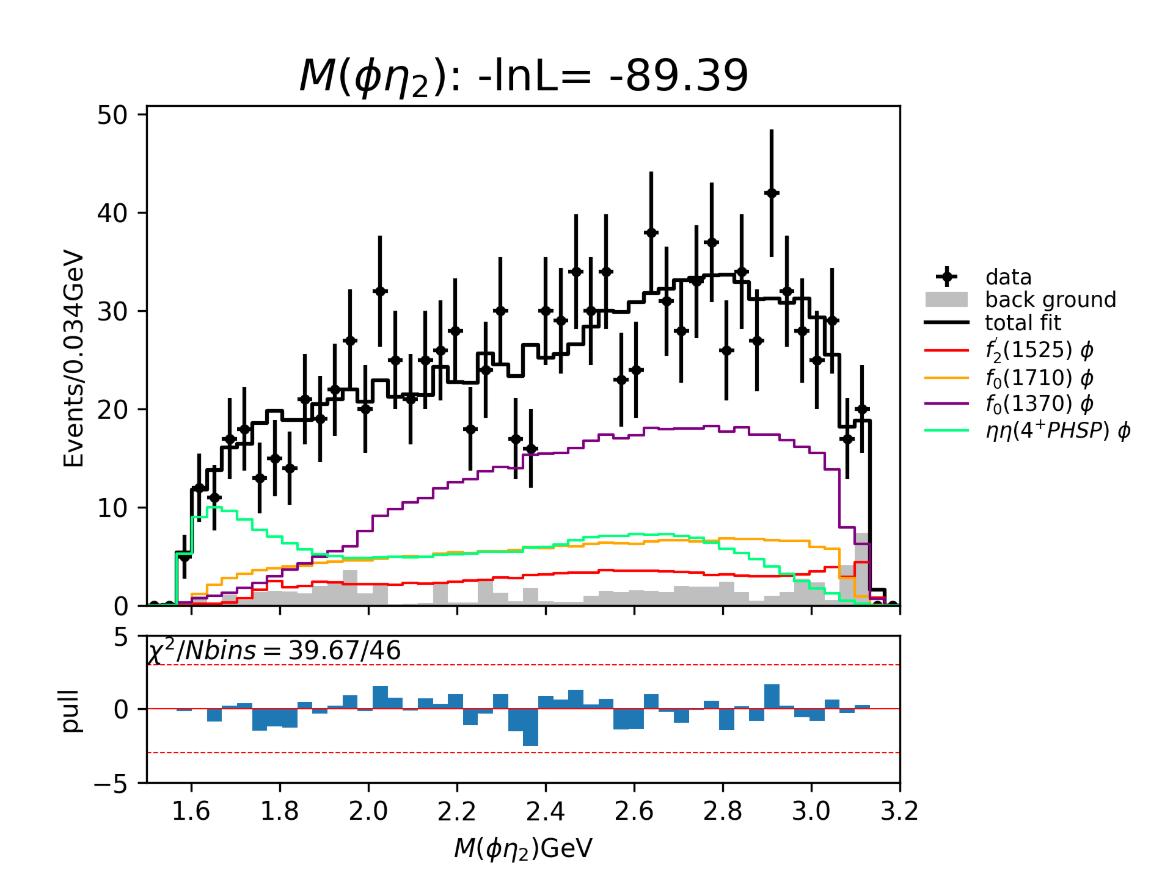 M(ϕη₂): -lnL= -89.39
50
40
30
20
10
0
Events/0.034GeV
data
back ground
total fit
f₂′(1525) ϕ
f₀(1710) ϕ
f₀(1370) ϕ
ηη(4⁺PHSP) ϕ
χ²/Nbins = 39.67/46
5
0
−5
pull
1.6 1.8 2.0 2.2 2.4 2.6 2.8 3.0 3.2
M(ϕη₂)GeV